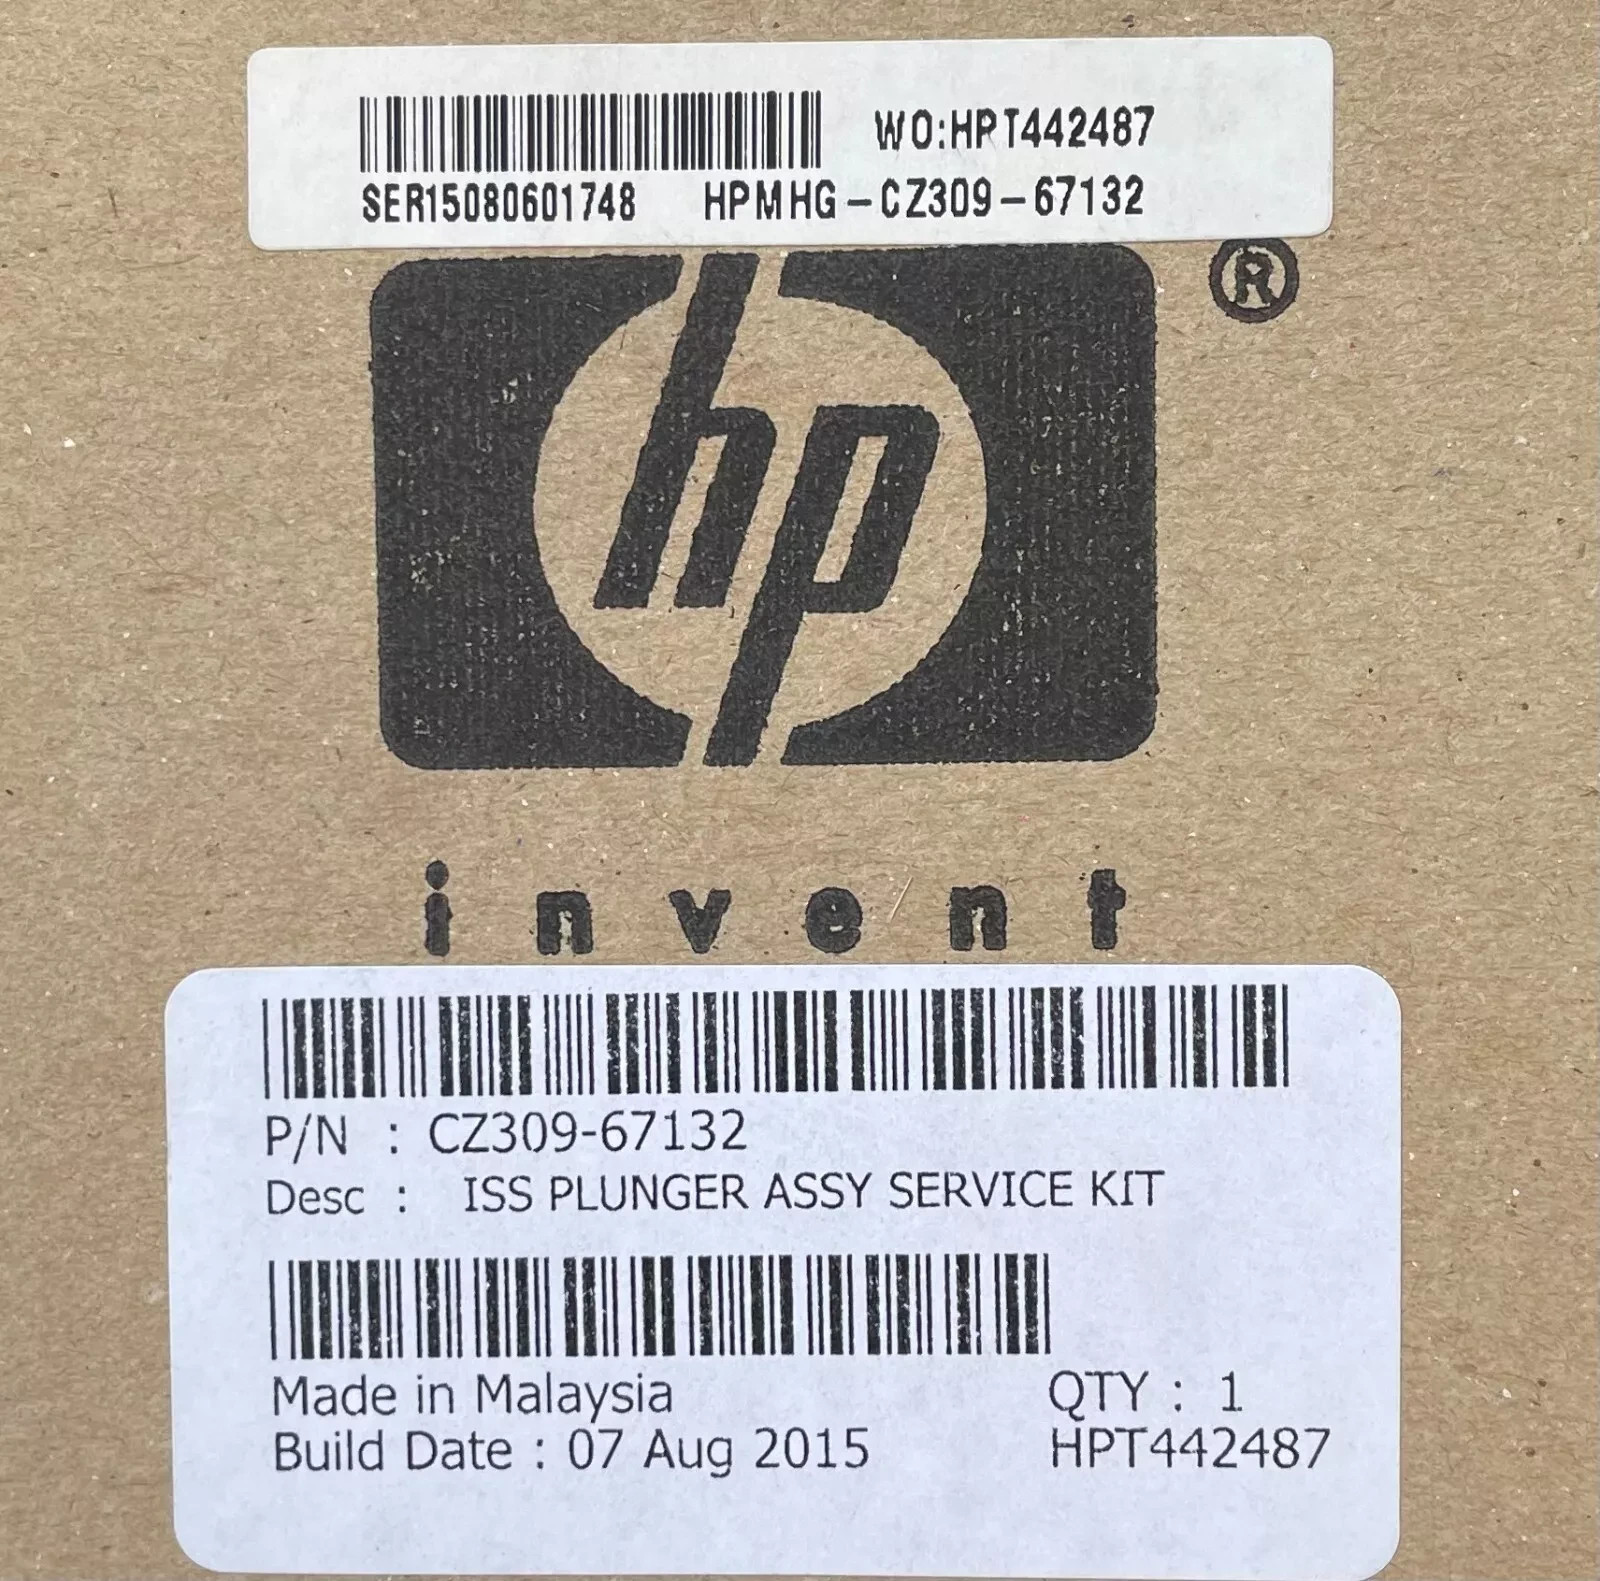 WO:HPT442487
SER15080601748 HPMHG-CZ309-67132
®
hp
invent
P/N : CZ309-67132
Desc : ISS PLUNGER ASSY SERVICE KIT
Made in Malaysia QTY : 1
Build Date : 07 Aug 2015 HPT442487